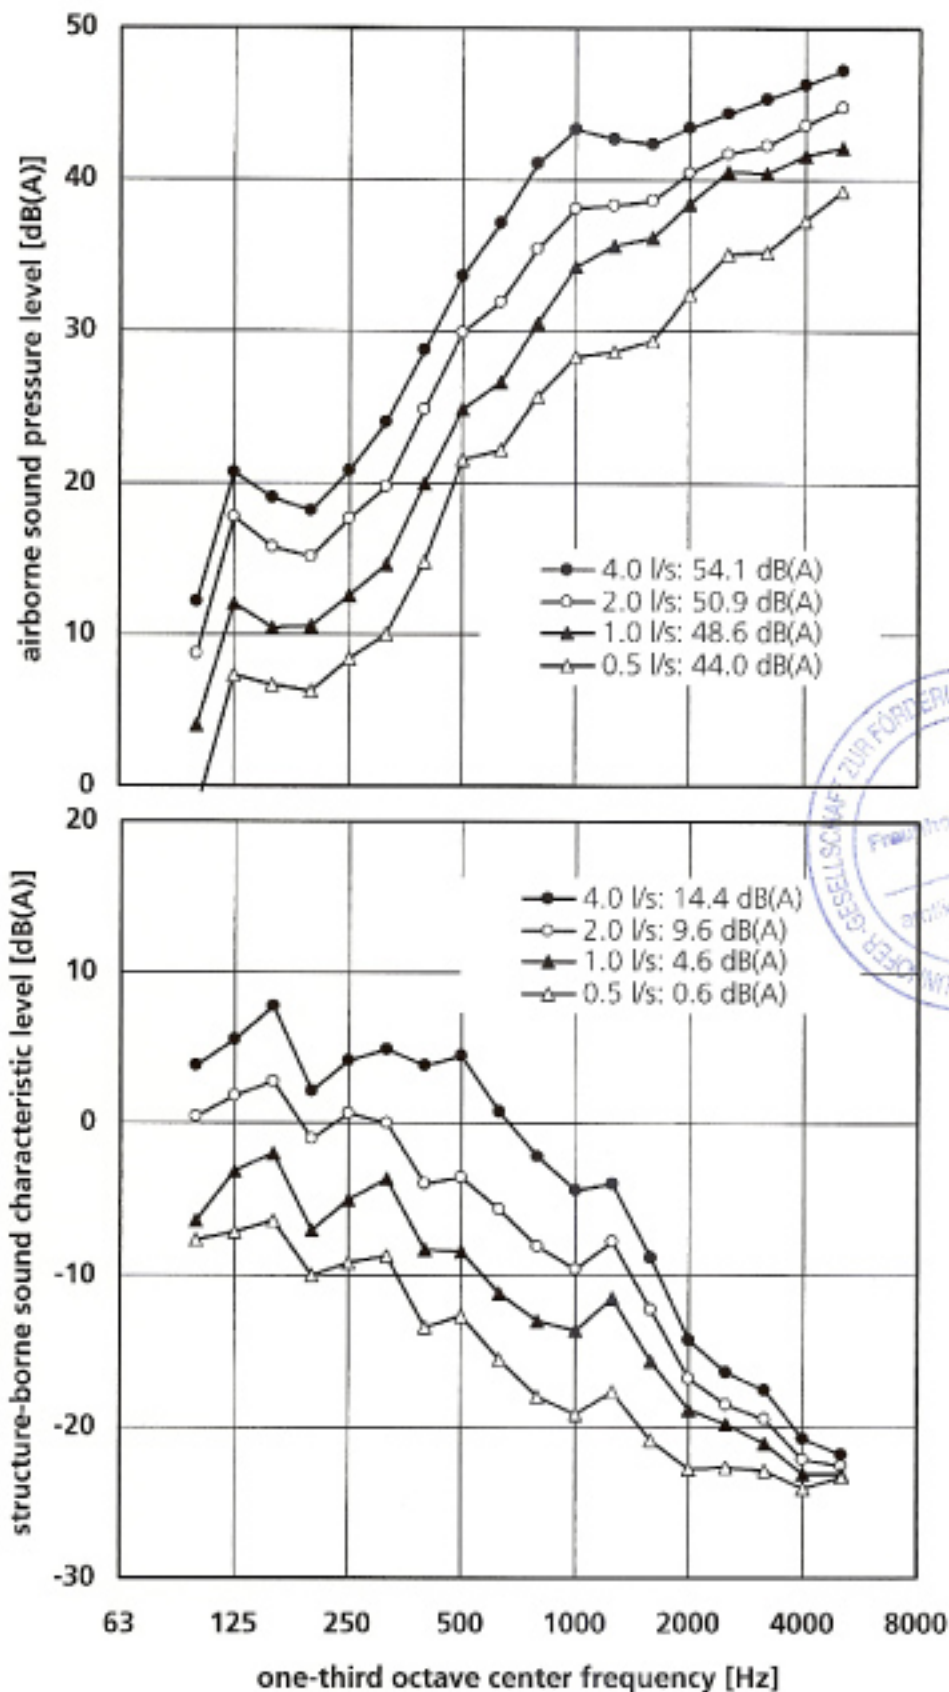 50
40
30
20
10
0
airborne sound pressure level [dB(A)]
4.0 l/s: 54.1 dB(A)
2.0 l/s: 50.9 dB(A)
1.0 l/s: 48.6 dB(A)
0.5 l/s: 44.0 dB(A)
20
10
0
-10
-20
-30
structure-borne sound characteristic level [dB(A)]
4.0 l/s: 14.4 dB(A)
2.0 l/s: 9.6 dB(A)
1.0 l/s: 4.6 dB(A)
0.5 l/s: 0.6 dB(A)
63 125 250 500 1000 2000 4000 8000
one-third octave center frequency [Hz]
-GESELLSCHAFT ZUR